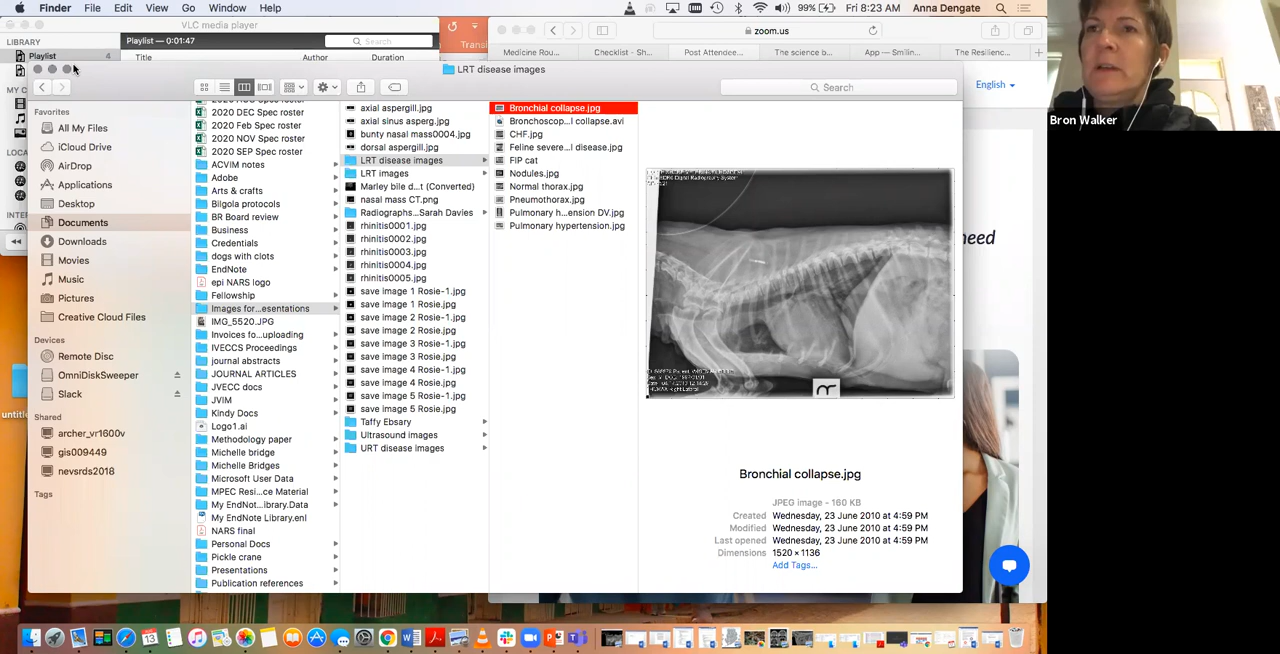 Finder File Edit View Go Window Help 99% Fri 8:23 AM Anna Dengate
VLC media player
LIBRARY
Playlist 4
Playlist — 0:01:47
Search
Title Author Duration
zoom.us
Medicine Rou... Checklist - Sh... Post Attendee... The science b... App — Smilin... The Resilienc...
English
LRT disease images
Search
Favorites
All My Files
iCloud Drive
AirDrop
Applications
Desktop
Documents
Downloads
Movies
Music
Pictures
Creative Cloud Files
Devices
Remote Disc
OmniDiskSweeper
Slack
Shared
archer_vr1600v
gis009449
nevsrds2018
Tags
2020 DEC Spec roster
2020 Feb Spec roster
2020 MAR Spec roster
2020 NOV Spec roster
2020 SEP Spec roster
ACVIM notes
Adobe
Arts & crafts
Bilgola protocols
BR Board review
Business
Credentials
dogs with clots
EndNote
epi NARS logo
Fellowship
Images for...esentations
IMG_5520.JPG
Invoices fo...uploading
IVECCS Proceedings
journal abstracts
JOURNAL ARTICLES
JVECC docs
JVIM
Kindy Docs
Logo1.ai
Methodology paper
Michelle bridge
Michelle Bridges
Microsoft User Data
MPEC Res...ce Material
My EndNot...ibrary.Data
My EndNote Library.enl
NARS final
Personal Docs
Pickle crane
Presentations
Publication references
axial aspergill.jpg
axial sinus asperg.jpg
bunty nasal mass0004.jpg
dorsal aspergill.jpg
LRT disease images
LRT images
Marley bile d...t (Converted)
nasal mass CT.png
Radiographs...Sarah Davies
rhinitis0001.jpg
rhinitis0002.jpg
rhinitis0003.jpg
rhinitis0004.jpg
rhinitis0005.jpg
save image 1 Rosie-1.jpg
save image 1 Rosie.jpg
save image 2 Rosie-1.jpg
save image 2 Rosie.jpg
save image 3 Rosie-1.jpg
save image 3 Rosie.jpg
save image 4 Rosie-1.jpg
save image 4 Rosie.jpg
save image 5 Rosie-1.jpg
save image 5 Rosie.jpg
Taffy Ebsary
Ultrasound images
URT disease images
Bronchial collapse.jpg
Bronchoscop...l collapse.avi
CHF.jpg
Feline severe...l disease.jpg
FIP cat
Nodules.jpg
Normal thorax.jpg
Pneumothorax.jpg
Pulmonary h...ension DV.jpg
Pulmonary hypertension.jpg
Bronchial collapse.jpg
JPEG image - 160 KB
Created Wednesday, 23 June 2010 at 4:59 PM
Modified Wednesday, 23 June 2010 at 4:59 PM
Last opened Wednesday, 23 June 2010 at 4:59 PM
Dimensions 1520 × 1136
Add Tags...
need
Bron Walker